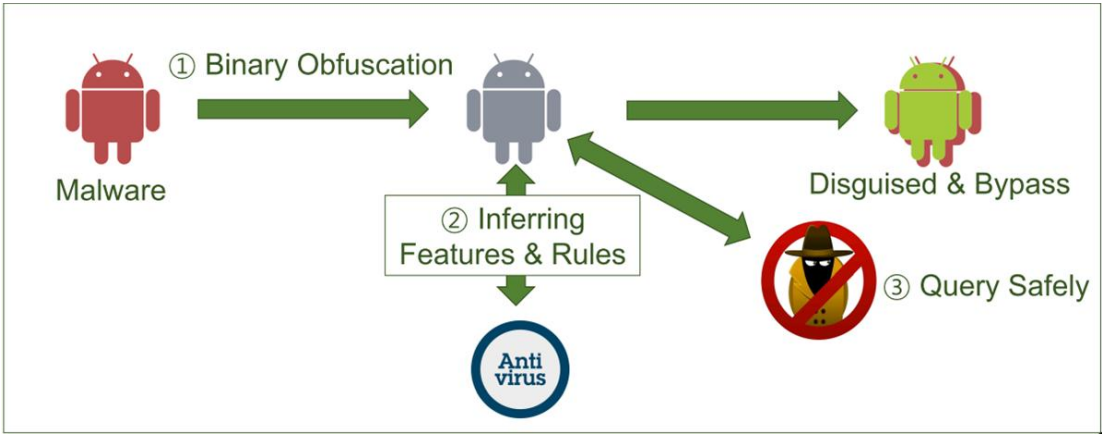 ① Binary Obfuscation
Malware
Disguised & Bypass
② Inferring
Features & Rules
③ Query Safely
Anti
virus